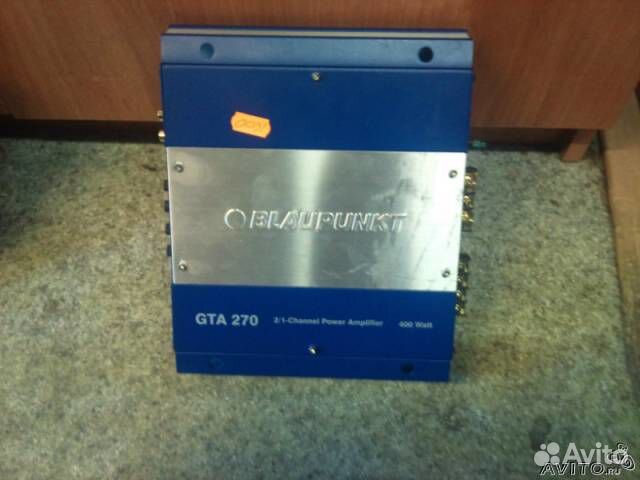 BLAUPUNKT
GTA 270 2/1-Channel Power Amplifier 400 Watt
Avito
AVITO.RU